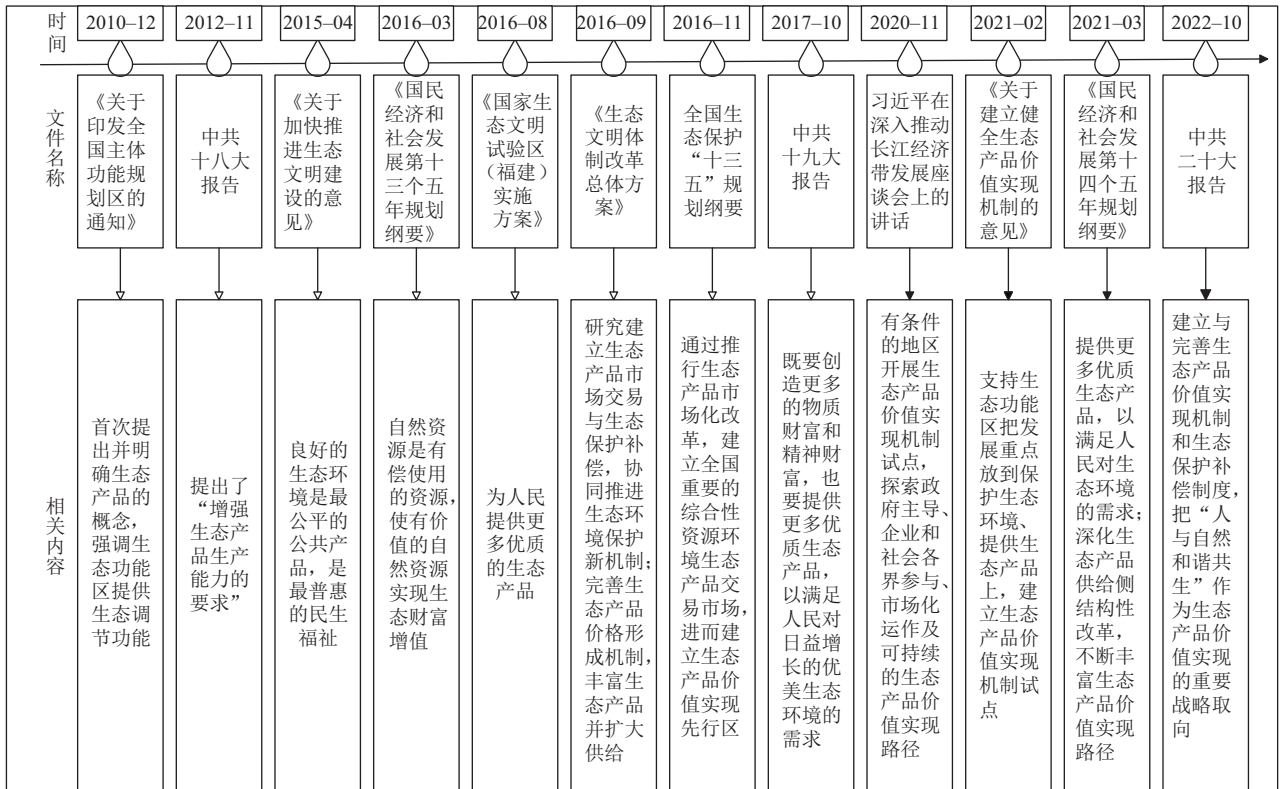 时间
2010–12
2012–11
2015–04
2016–03
2016–08
2016–09
2016–11
2017–10
2020–11
2021–02
2021–03
2022–10
文件名称
《关于
印发全
国主体
功能规
划区的
通知》
中共
十八大
报告
《关于
加快推
进生态
文明建
设的意
见》
《国民
经济和
社会发
展第十
三个五
年规划
纲要》
《国家生
态文明
试验区
（福建）
实施
方案》
《生态
文明体
制改革
总体方
案》
全国生
态保护
“十三
五”规
划纲要
中共
十九大
报告
习近平在
深入推动
长江经济
带发展座
谈会上的
讲话
《关于
建立健
全生态
产品价
值实现
机制的
意见》
《国民
经济和
社会发
展第十
四个五
年规划
纲要》
中共
二十大
报告
相关内容
首次提
出并明
确生态
产品的
概念，
强调生
态功能
区提供
生态调
节功能
提出了
“增强
生态产
品生产
能力的
要求”
良好的
生态环
境是最
公平的
公共产
品，是
最普惠
的民生
福祉
自然资
源是有
偿使用
的资源，
使有价
值的自
然资源
实现生
态财富
增值
为人民
提供更
多优质
的生态
产品
研究建
立生态
产品市
场交易
与生态
保护补
偿，协
同推进
生态环
境保护
新机制；
完善生
态产品
价格形
成机制，
丰富生
态产品
并扩大
供给
通过推
行生态
产品市
场化改
革，建
立全国
重要的
综合性
资源环
境生态
产品交
易市场，
进而建
立生态
产品价
值实现
先行区
既要创
造更多
的物质
财富和
精神财
富，也
要提供
更多优
质生态
产品，
以满足
人民对
日益增
长的优
美生态
环境的
需求
有条件
的地区
开展生
态产品
价值实
现机制
试点，
探索政
府主导、
企业和
社会各
界参与、
市场化
运作及
可持续
的生态
产品价
值实现
路径
支持生
态功能
区把发
展重点
放到保
护生态
环境、
提供生
态产品
上，建
立生态
产品价
值实现
机制试
点
提供更
多优质
生态产
品，以
满足人
民对生
态环境
的需求；
深化生
态产品
供给侧
结构性
改革，
不断丰
富生态
产品价
值实现
路径
建立与
完善生
态产品
价值实
现机制
和生态
保护补
偿制度，
把“人
与自然
和谐共
生”作
为生态
产品价
值实现
的重要
战略取
向